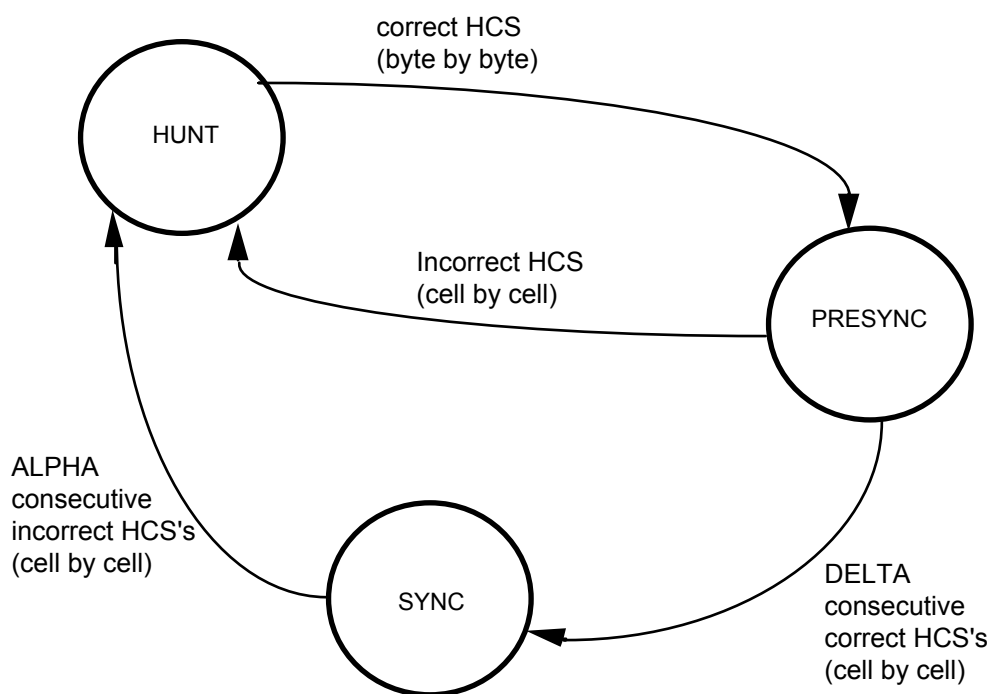 correct HCS
(byte by byte)
HUNT
Incorrect HCS
(cell by cell)
PRESYNC
ALPHA
consecutive
incorrect HCS's
(cell by cell)
SYNC
DELTA
consecutive
correct HCS's
(cell by cell)